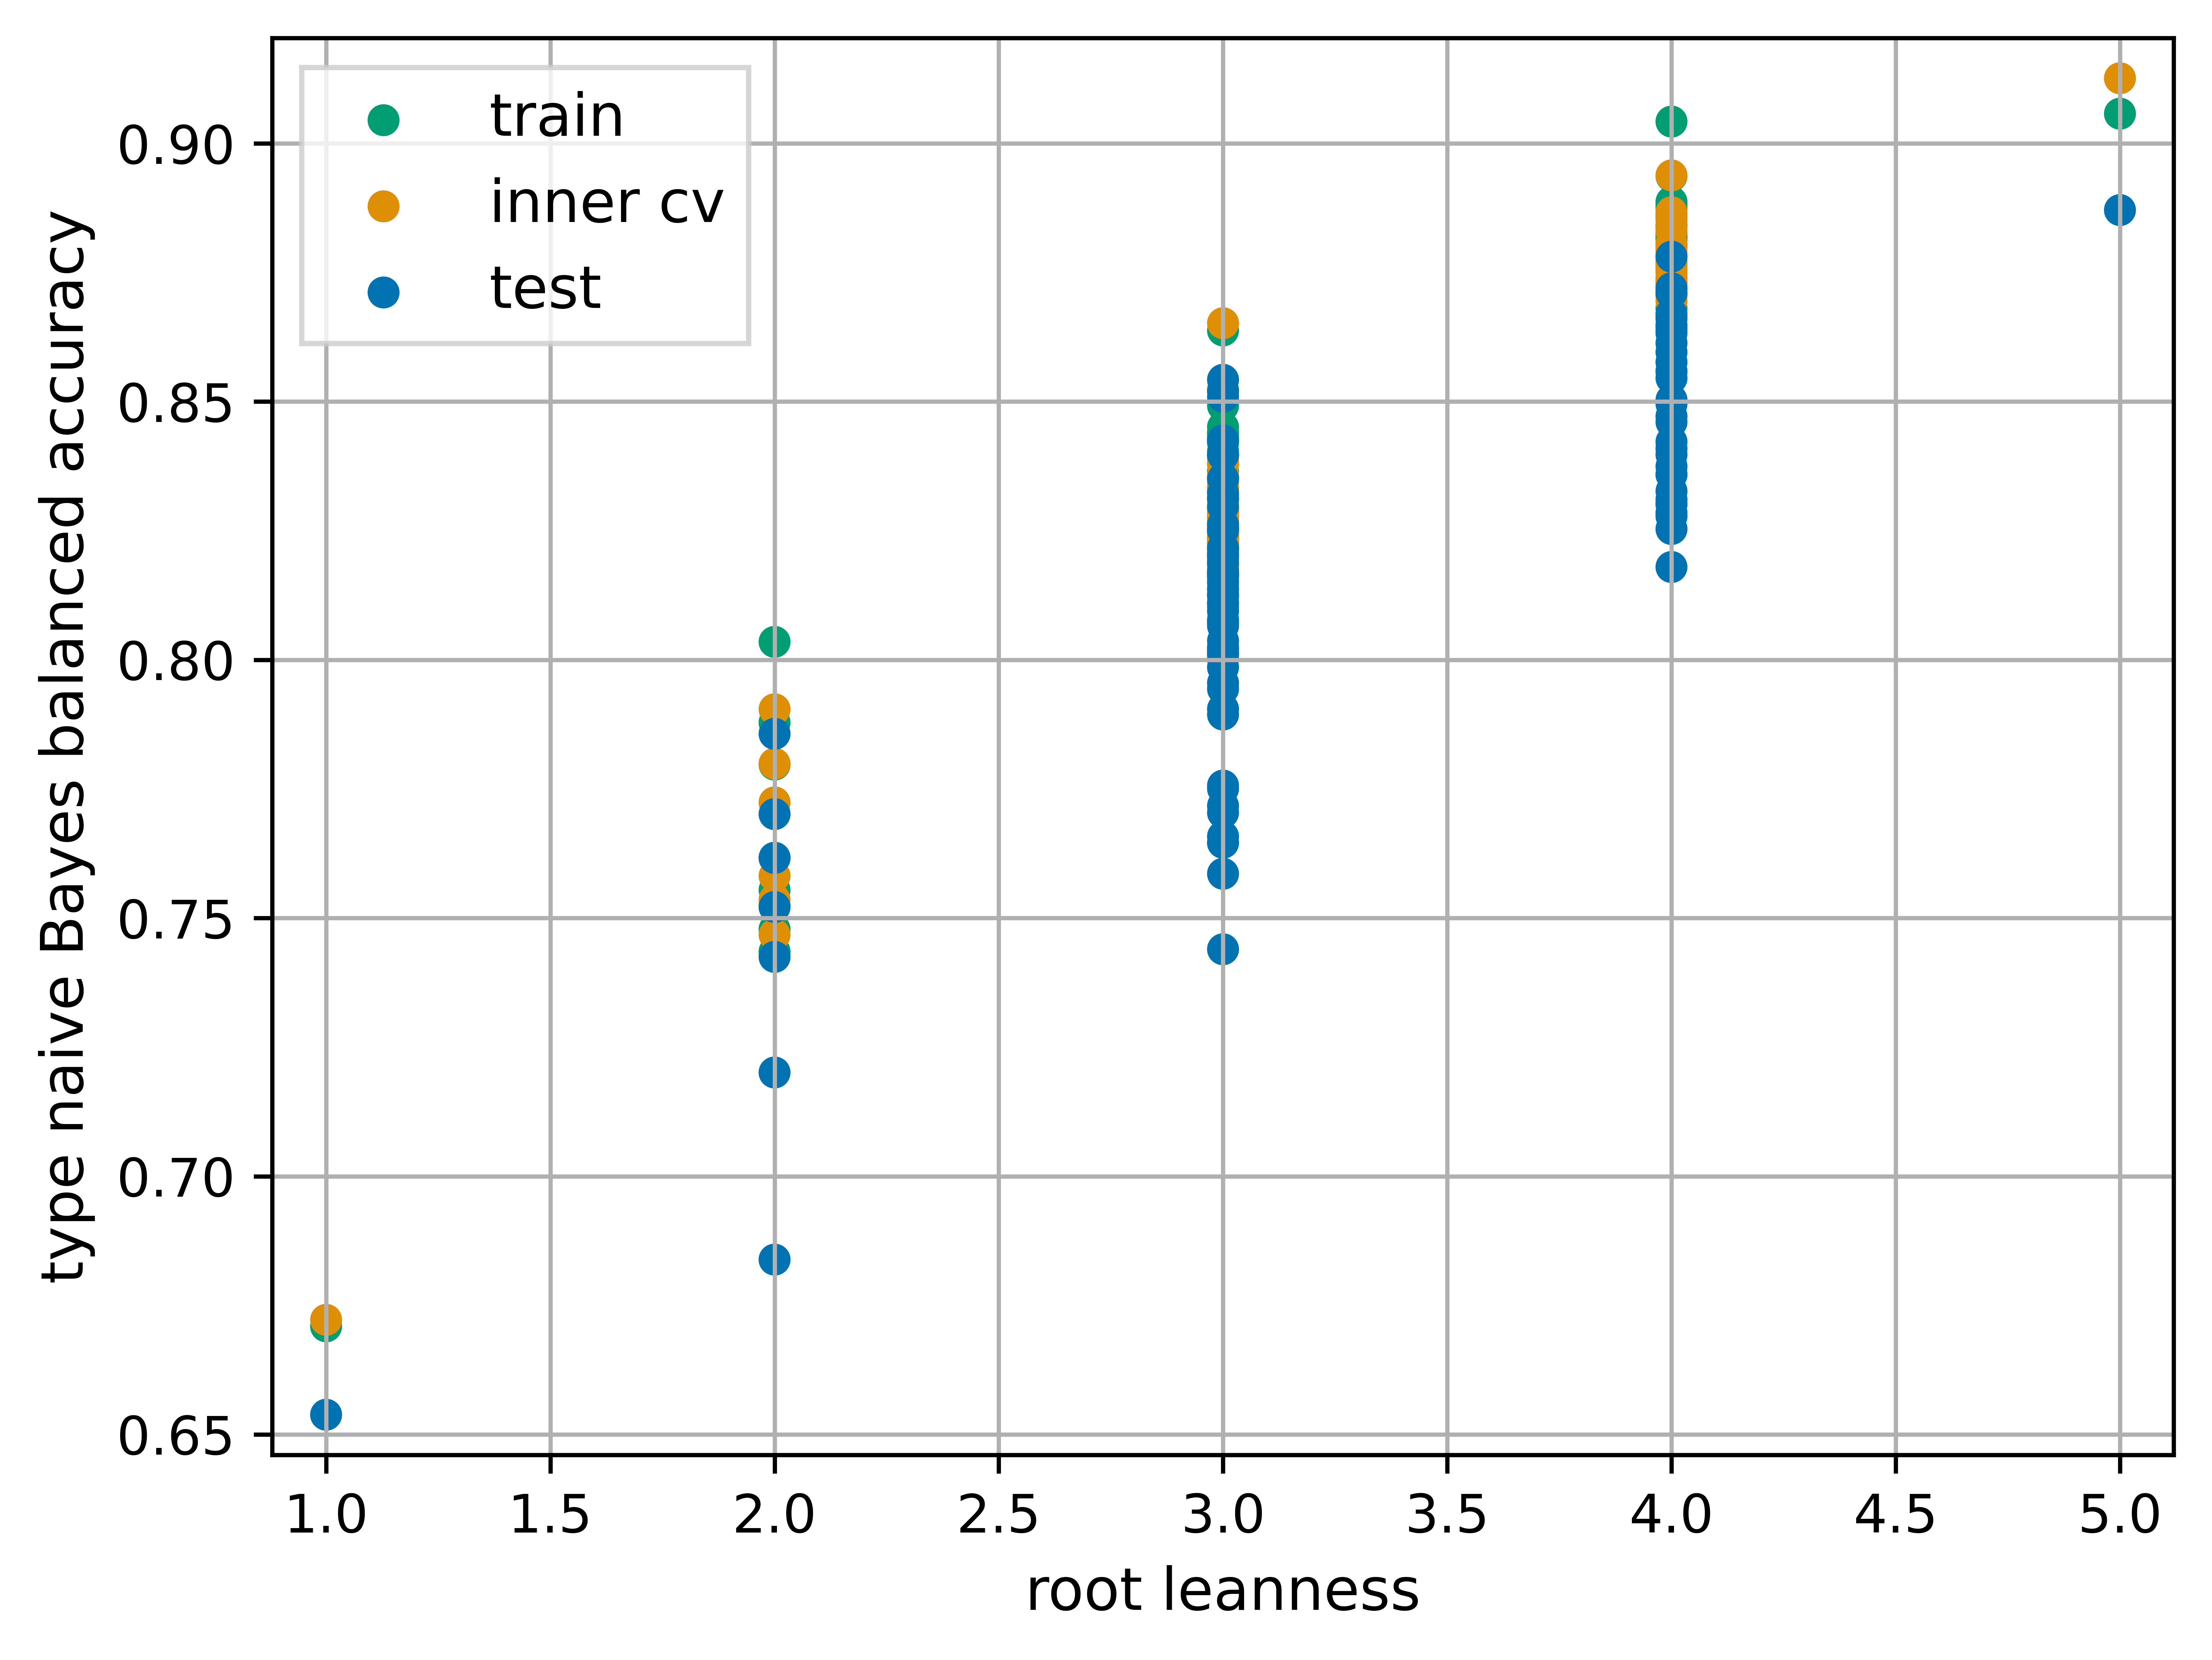 train
inner cv
test
type naive Bayes balanced accuracy
0.90
0.85
0.80
0.75
0.70
0.65
1.0 1.5 2.0 2.5 3.0 3.5 4.0 4.5 5.0
root leanness